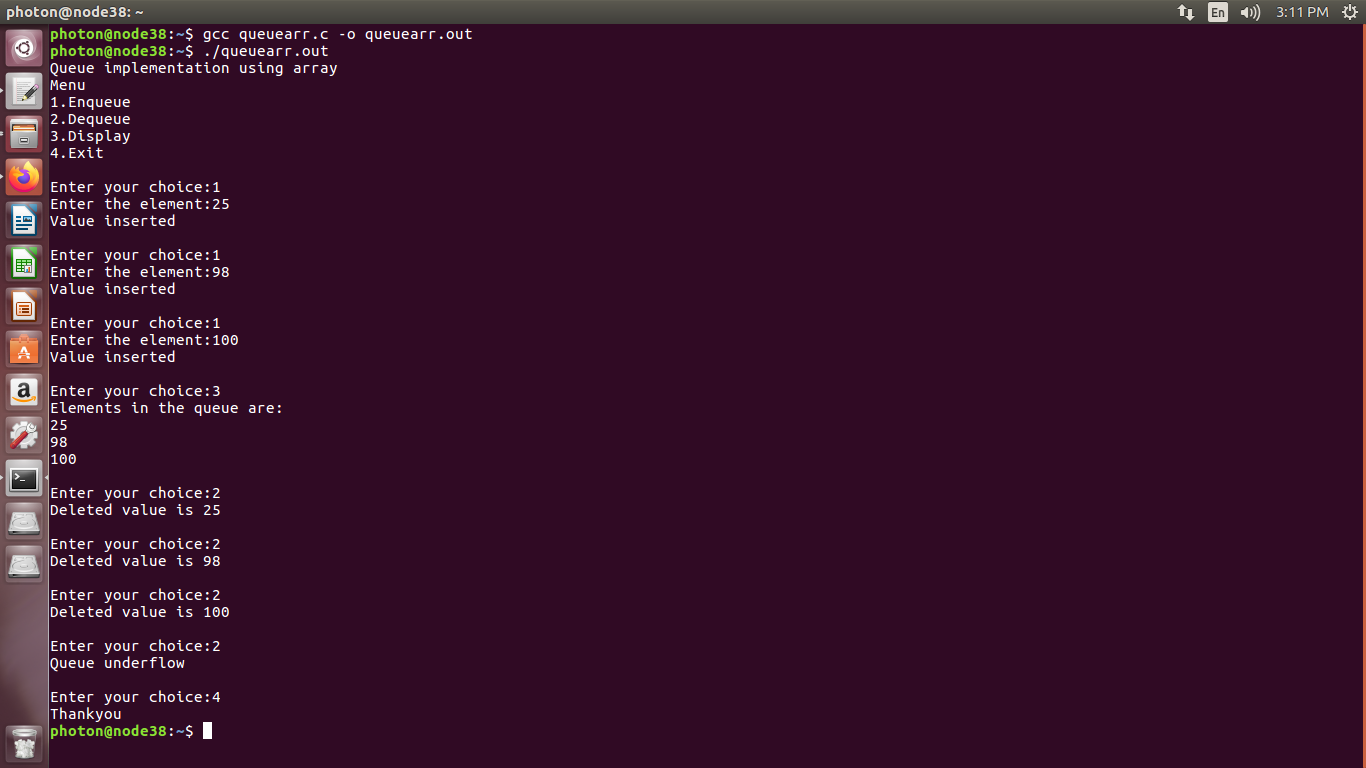 photon@node38: ~
En
3:11 PM
photon@node38:~$ gcc queuearr.c -o queuearr.out
photon@node38:~$ ./queuearr.out
Queue implementation using array
Menu
1.Enqueue
2.Dequeue
3.Display
4.Exit
Enter your choice:1
Enter the element:25
Value inserted
Enter your choice:1
Enter the element:98
Value inserted
Enter your choice:1
Enter the element:100
Value inserted
Enter your choice:3
Elements in the queue are:
25
98
100
Enter your choice:2
Deleted value is 25
Enter your choice:2
Deleted value is 98
Enter your choice:2
Deleted value is 100
Enter your choice:2
Queue underflow
Enter your choice:4
Thankyou
photon@node38:~$